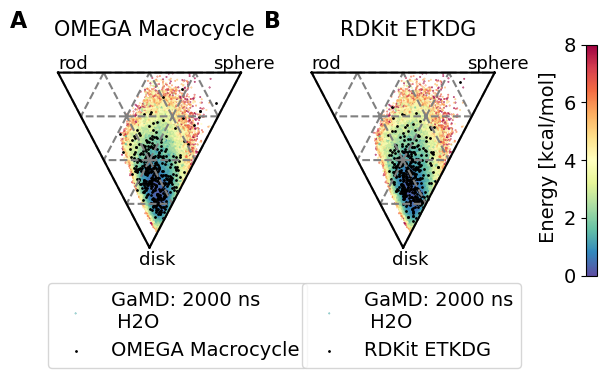 A
OMEGA Macrocycle
B
RDKit ETKDG
rod
sphere
disk
rod
sphere
disk
8
6
4
2
0
Energy [kcal/mol]
GaMD: 2000 ns
H2O
OMEGA Macrocycle
GaMD: 2000 ns
H2O
RDKit ETKDG